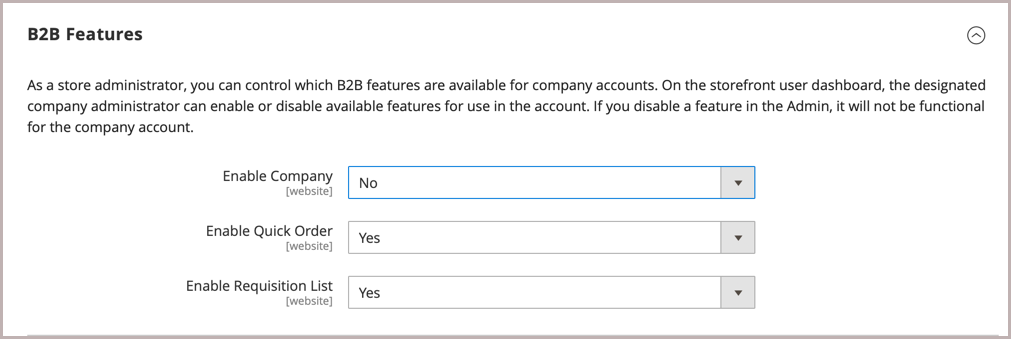 B2B Features
As a store administrator, you can control which B2B features are available for company accounts. On the storefront user dashboard, the designated
company administrator can enable or disable available features for use in the account. If you disable a feature in the Admin, it will not be functional
for the company account.
Enable Company
[website]
No
Enable Quick Order
[website]
Yes
Enable Requisition List
[website]
Yes